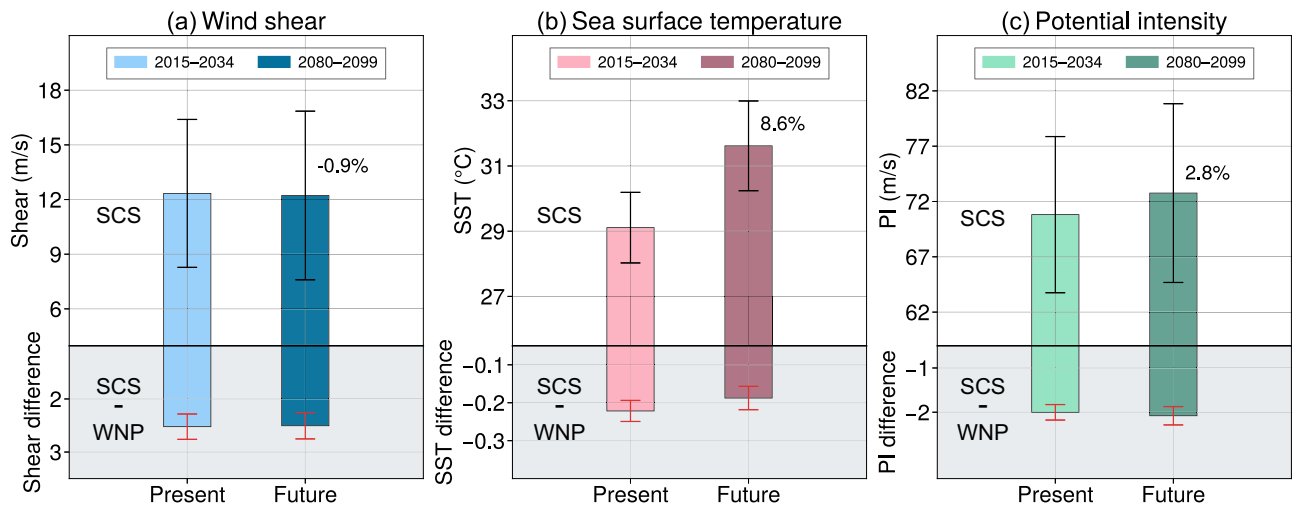 (a) Wind shear
2015–2034 2080–2099
18
15
12
9
6
2
3
Shear (m/s)
Shear difference
-0.9%
SCS
SCS
-
WNP
Present Future
(b) Sea surface temperature
2015–2034 2080–2099
33
31
29
27
−0.1
−0.2
−0.3
SST (°C)
SST difference
8.6%
SCS
SCS
-
WNP
Present Future
(c) Potential intensity
2015–2034 2080–2099
82
77
72
67
62
−1
−2
PI (m/s)
PI difference
2.8%
SCS
SCS
-
WNP
Present Future